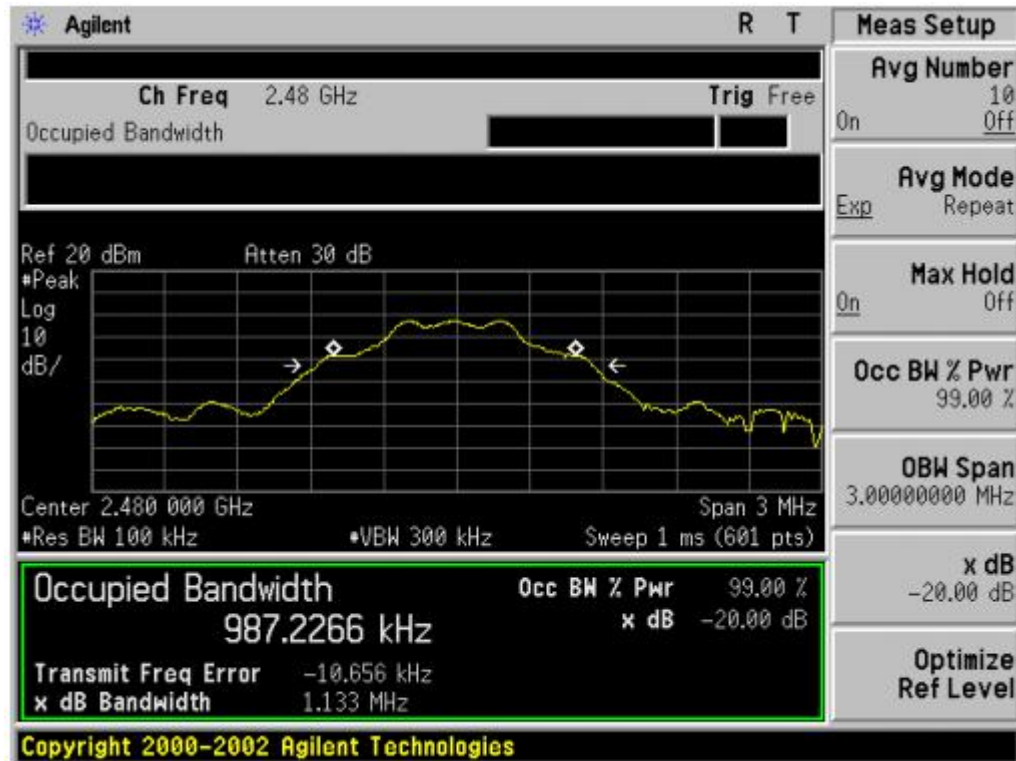 Agilent R T
Ch Freq 2.48 GHz Trig Free
Occupied Bandwidth
Ref 20 dBm Atten 30 dB
#Peak
Log
10
dB/
Center 2.480 000 GHz Span 3 MHz
#Res BW 100 kHz #VBW 300 kHz Sweep 1 ms (601 pts)
Occupied Bandwidth Occ BW % Pwr 99.00 %
987.2266 kHz x dB -20.00 dB
Transmit Freq Error -10.656 kHz
x dB Bandwidth 1.133 MHz
Copyright 2000-2002 Agilent Technologies
Meas Setup
Avg Number
10
On Off
Avg Mode
Exp Repeat
Max Hold
On Off
Occ BW % Pwr
99.00 %
OBW Span
3.00000000 MHz
x dB
-20.00 dB
Optimize
Ref Level